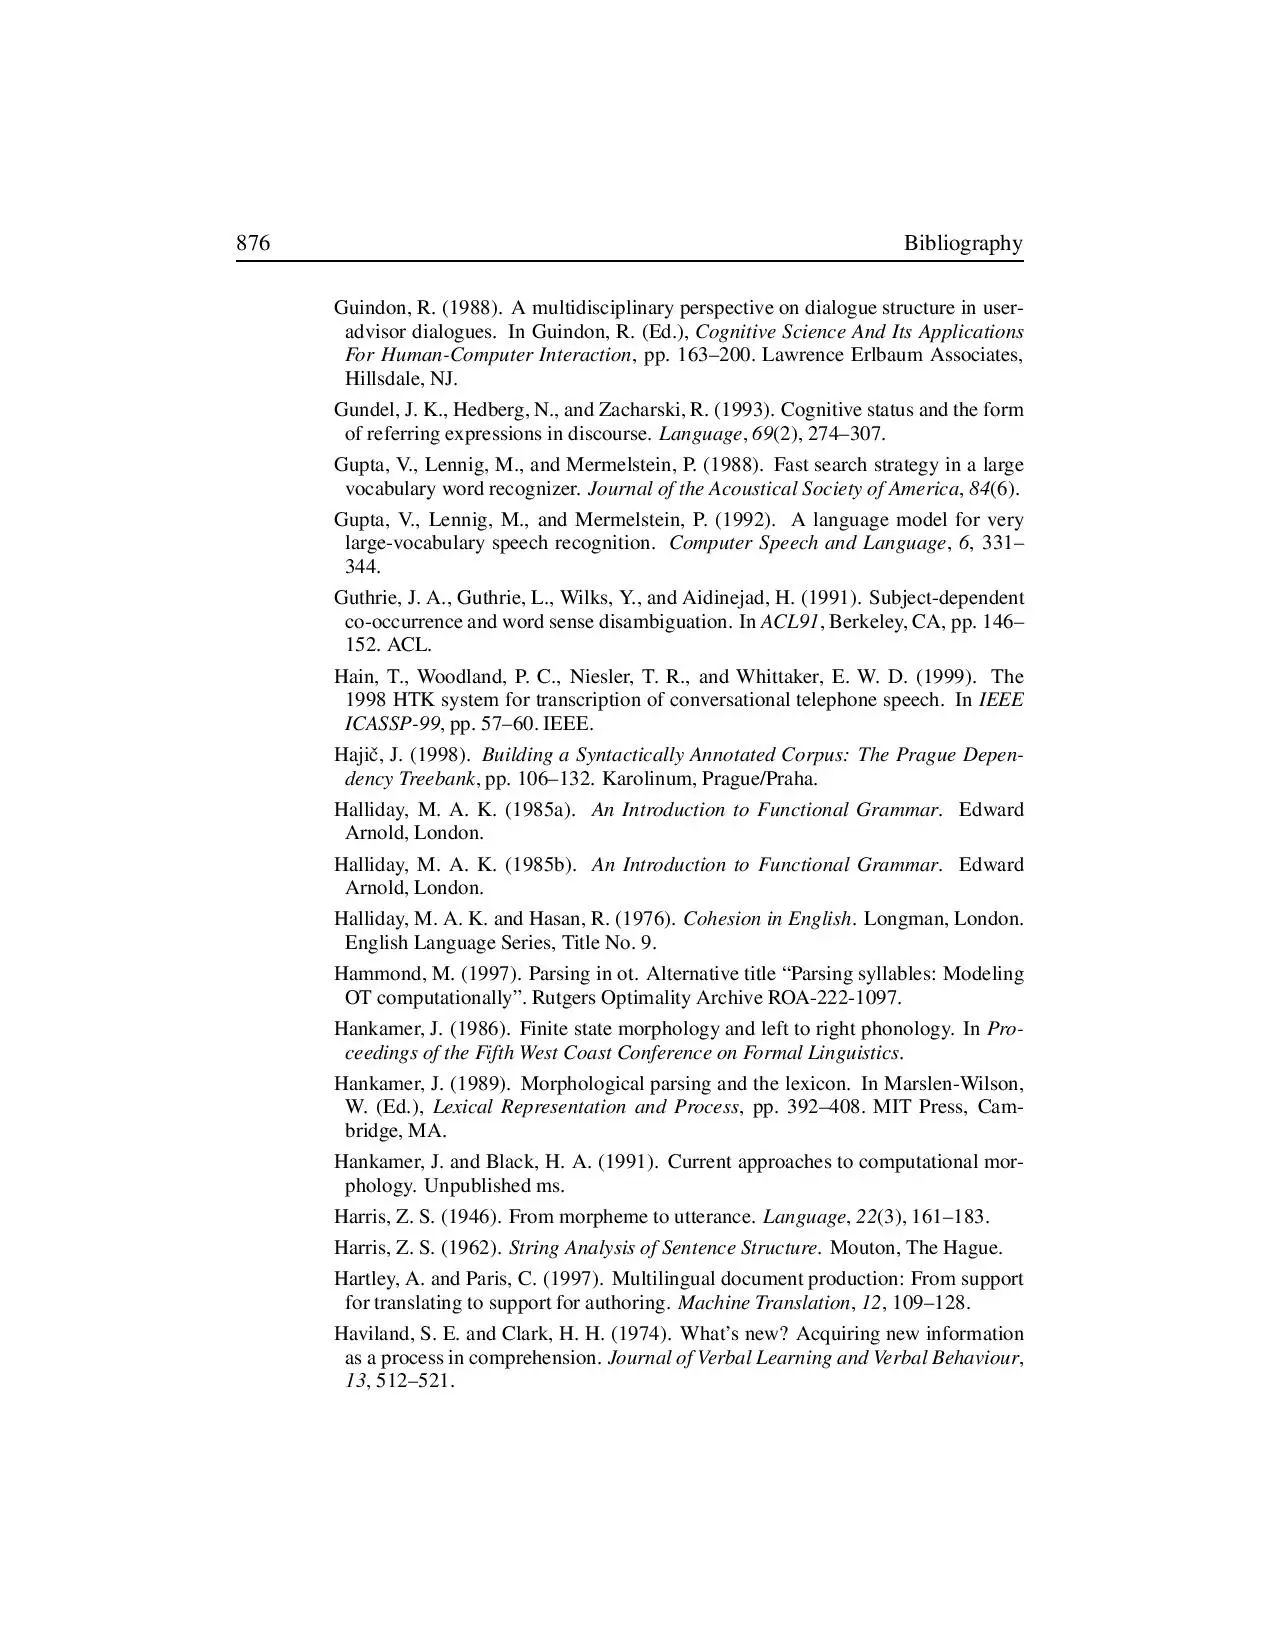 876 Bibliography
Guindon, R. (1988). A multidisciplinary perspective on dialogue structure in user-
advisor dialogues. In Guindon, R. (Ed.), Cognitive Science And Its Applications
For Human-Computer Interaction, pp. 163–200. Lawrence Erlbaum Associates,
Hillsdale, NJ.
Gundel, J. K., Hedberg, N., and Zacharski, R. (1993). Cognitive status and the form
of referring expressions in discourse. Language, 69(2), 274–307.
Gupta, V., Lennig, M., and Mermelstein, P. (1988). Fast search strategy in a large
vocabulary word recognizer. Journal of the Acoustical Society of America, 84(6).
Gupta, V., Lennig, M., and Mermelstein, P. (1992). A language model for very
large-vocabulary speech recognition. Computer Speech and Language, 6, 331–
344.
Guthrie, J. A., Guthrie, L., Wilks, Y., and Aidinejad, H. (1991). Subject-dependent
co-occurrence and word sense disambiguation. In ACL91, Berkeley, CA, pp. 146–
152. ACL.
Hain, T., Woodland, P. C., Niesler, T. R., and Whittaker, E. W. D. (1999). The
1998 HTK system for transcription of conversational telephone speech. In IEEE
ICASSP-99, pp. 57–60. IEEE.
Hajič, J. (1998). Building a Syntactically Annotated Corpus: The Prague Depen-
dency Treebank, pp. 106–132. Karolinum, Prague/Praha.
Halliday, M. A. K. (1985a). An Introduction to Functional Grammar. Edward
Arnold, London.
Halliday, M. A. K. (1985b). An Introduction to Functional Grammar. Edward
Arnold, London.
Halliday, M. A. K. and Hasan, R. (1976). Cohesion in English. Longman, London.
English Language Series, Title No. 9.
Hammond, M. (1997). Parsing in ot. Alternative title “Parsing syllables: Modeling
OT computationally”. Rutgers Optimality Archive ROA-222-1097.
Hankamer, J. (1986). Finite state morphology and left to right phonology. In Pro-
ceedings of the Fifth West Coast Conference on Formal Linguistics.
Hankamer, J. (1989). Morphological parsing and the lexicon. In Marslen-Wilson,
W. (Ed.), Lexical Representation and Process, pp. 392–408. MIT Press, Cam-
bridge, MA.
Hankamer, J. and Black, H. A. (1991). Current approaches to computational mor-
phology. Unpublished ms.
Harris, Z. S. (1946). From morpheme to utterance. Language, 22(3), 161–183.
Harris, Z. S. (1962). String Analysis of Sentence Structure. Mouton, The Hague.
Hartley, A. and Paris, C. (1997). Multilingual document production: From support
for translating to support for authoring. Machine Translation, 12, 109–128.
Haviland, S. E. and Clark, H. H. (1974). What’s new? Acquiring new information
as a process in comprehension. Journal of Verbal Learning and Verbal Behaviour,
13, 512–521.